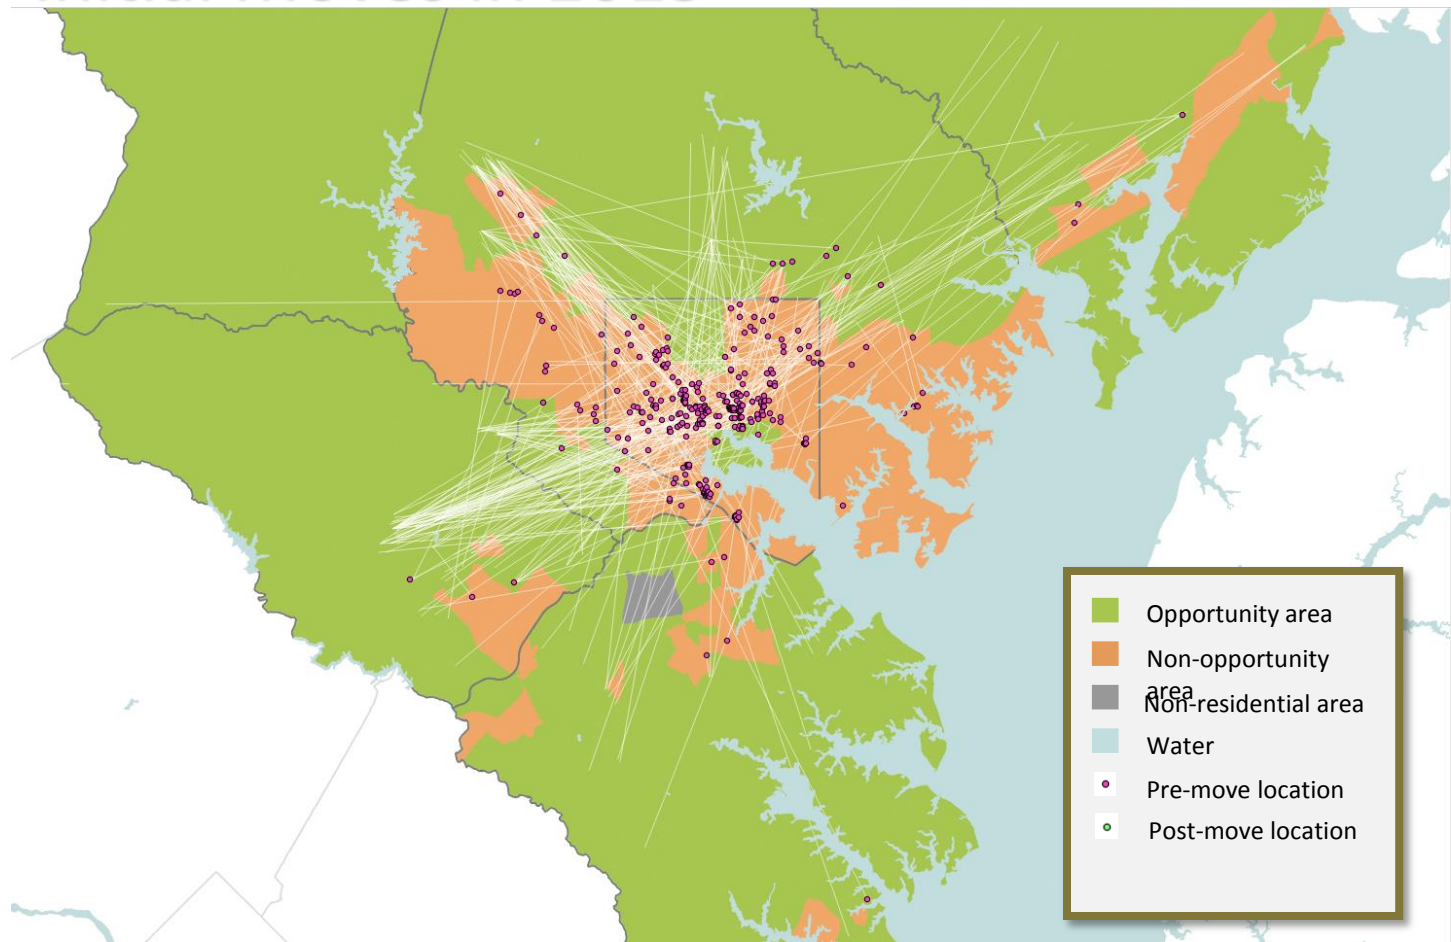 Opportunity area
Non-opportunity
area
Non-residential area
Water
Pre-move location
Post-move location